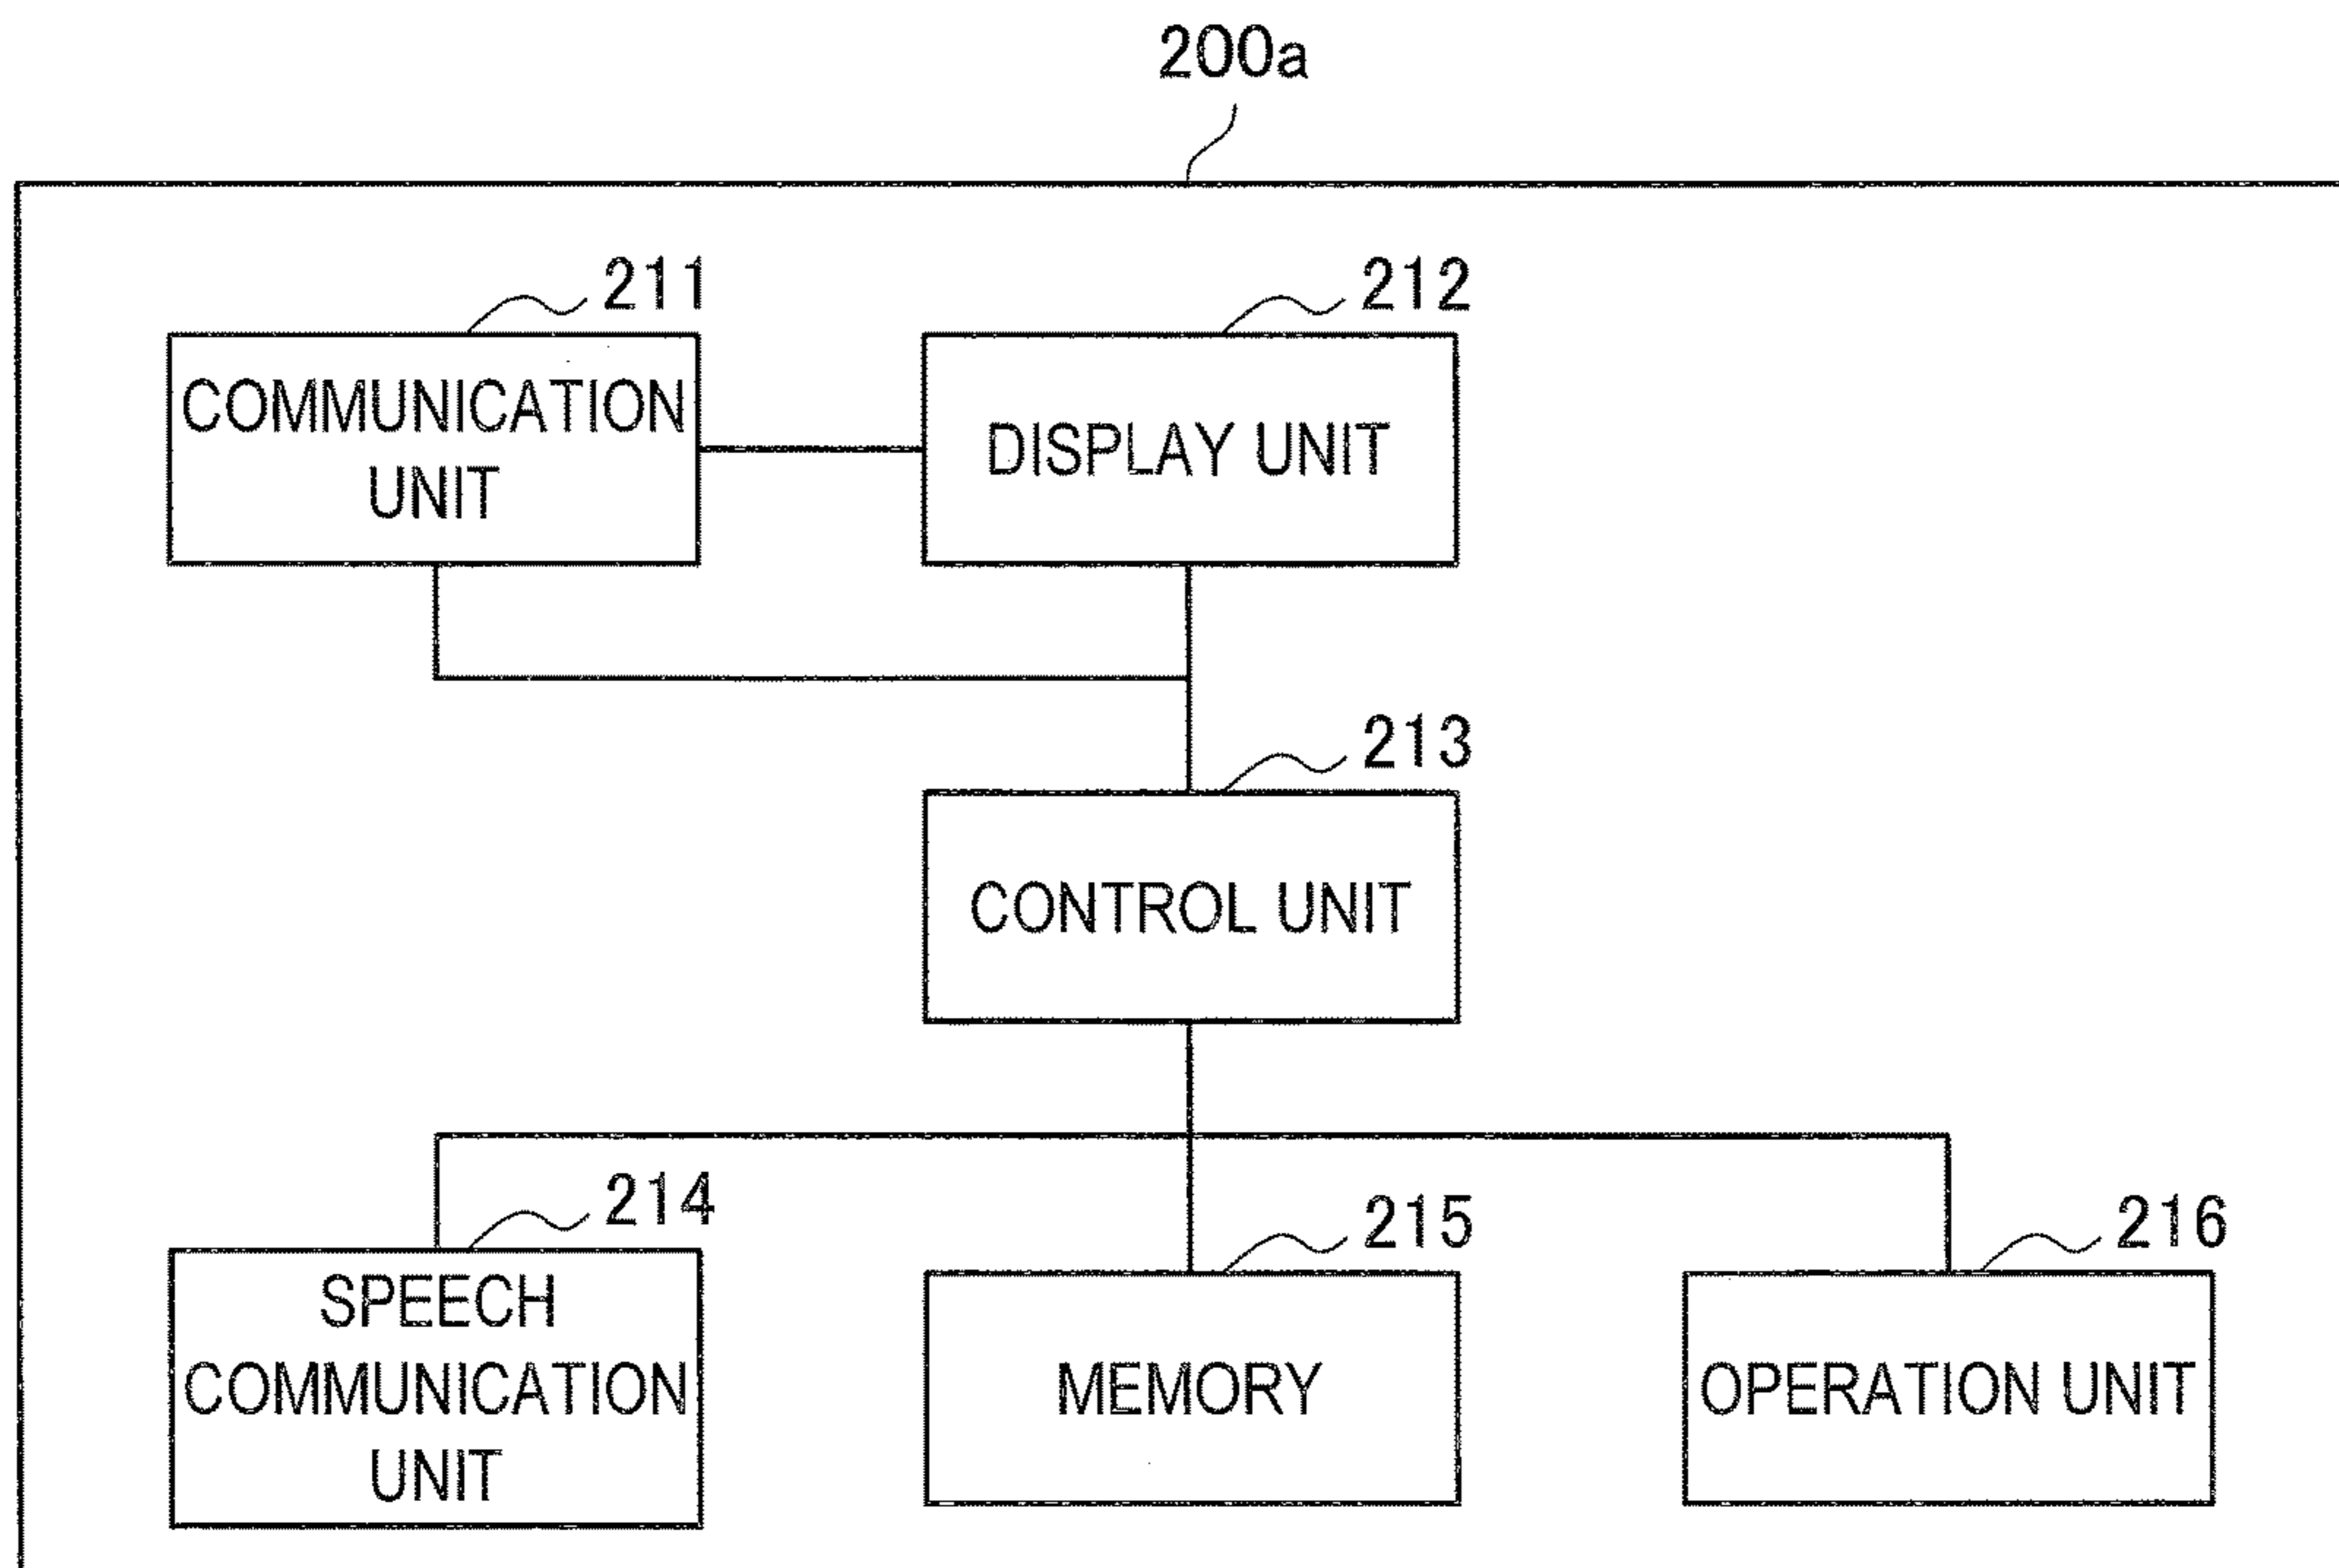 200a
211
212
COMMUNICATION
UNIT
DISPLAY UNIT
213
CONTROL UNIT
214
215
216
SPEECH
COMMUNICATION
UNIT
MEMORY
OPERATION UNIT